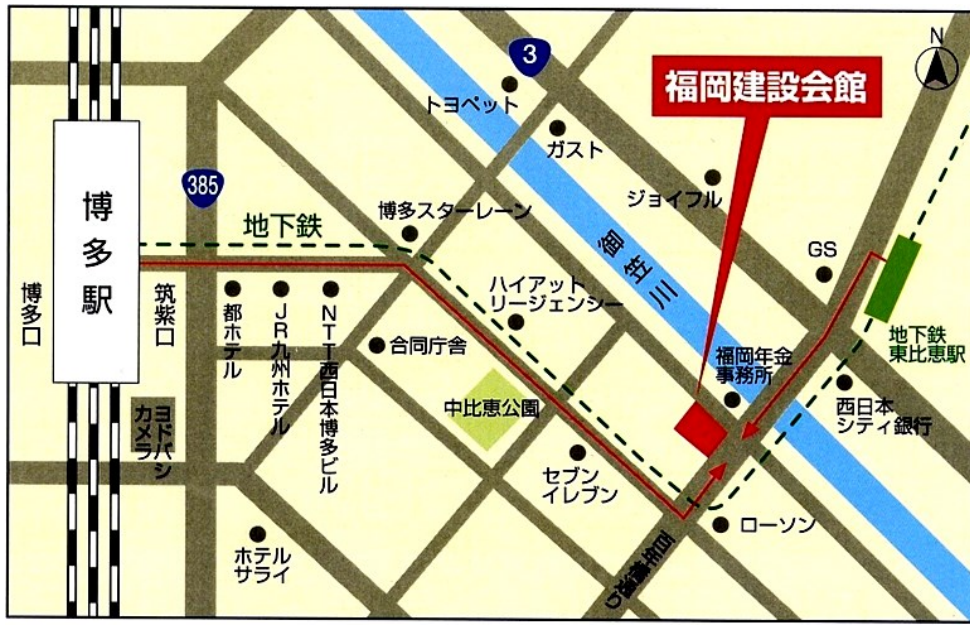 3
N
福岡建設会館
トヨペット
ガスト
ジョイフル
385
博多駅
地下鉄
博多スターレーン
御笠川
GS
博多口
筑紫口
都ホテル
JR九州ホテル
NTT西日本博多ビル
ハイアット
リージェンシー
合同庁舎
地下鉄
東比恵駅
福岡年金
事務所
中比恵公園
西日本
シティ銀行
ヨドバシ
カメラ
セブン
イレブン
ローソン
ホテル
サライ
百年橋通り